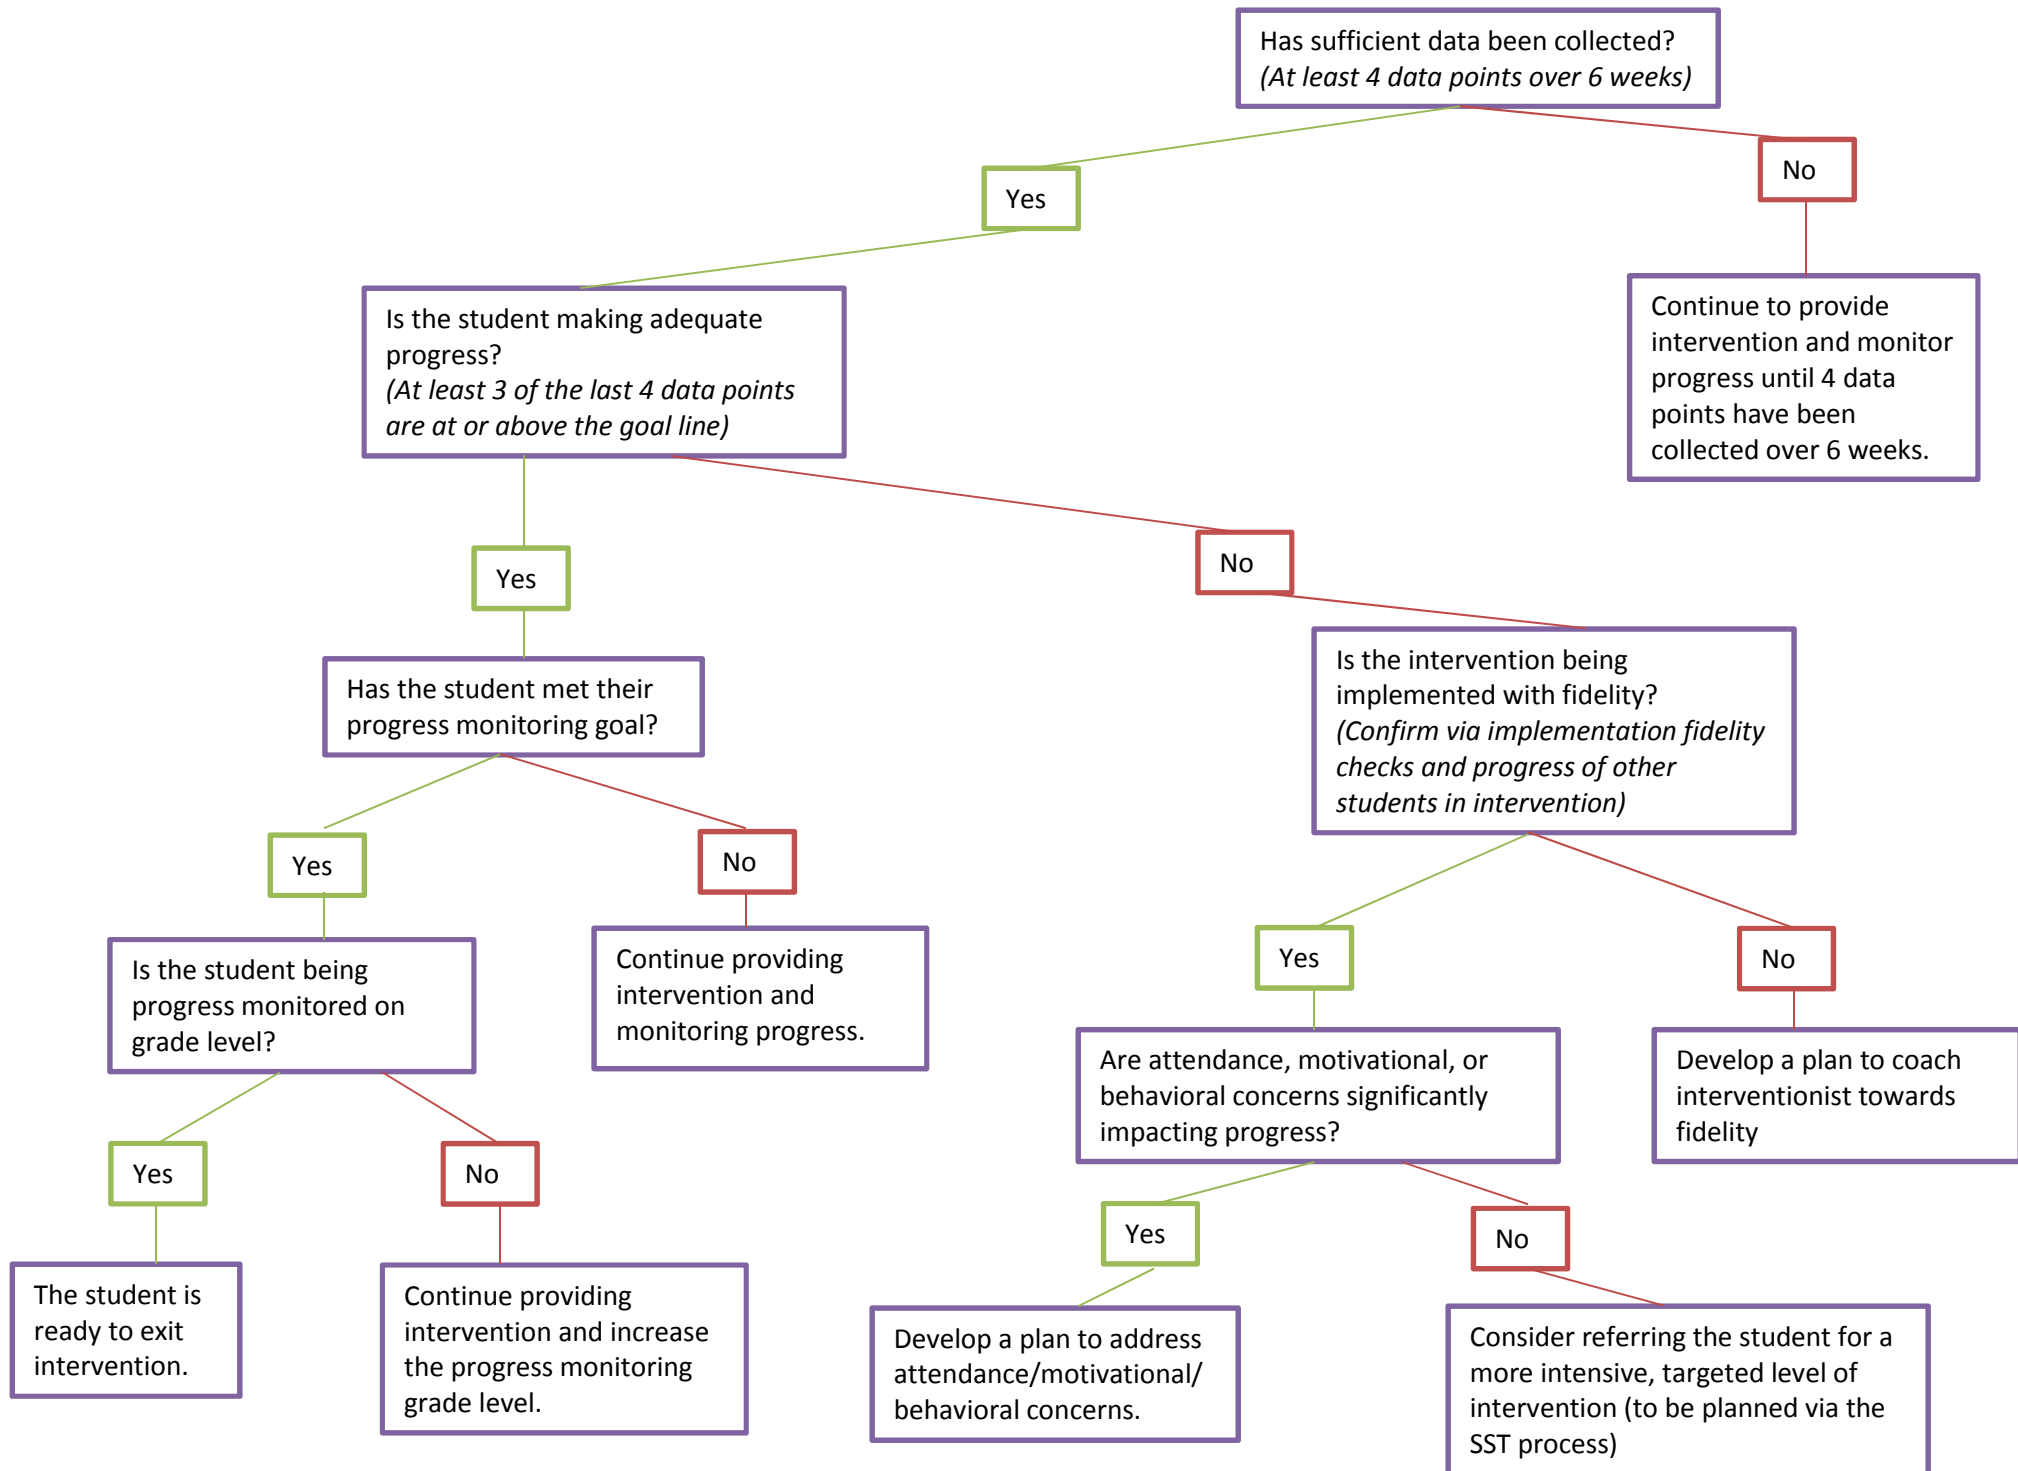 Has sufficient data been collected?
(At least 4 data points over 6 weeks)
Yes
No
Is the student making adequate
progress?
(At least 3 of the last 4 data points
are at or above the goal line)
Continue to provide
intervention and monitor
progress until 4 data
points have been
collected over 6 weeks.
Yes
No
Has the student met their
progress monitoring goal?
Is the intervention being
implemented with fidelity?
(Confirm via implementation fidelity
checks and progress of other
students in intervention)
Yes
No
Yes
No
Is the student being
progress monitored on
grade level?
Continue providing
intervention and
monitoring progress.
Are attendance, motivational, or
behavioral concerns significantly
impacting progress?
Develop a plan to coach
interventionist towards
fidelity
Yes
No
Yes
No
The student is
ready to exit
intervention.
Continue providing
intervention and increase
the progress monitoring
grade level.
Develop a plan to address
attendance/motivational/
behavioral concerns.
Consider referring the student for a
more intensive, targeted level of
intervention (to be planned via the
SST process)